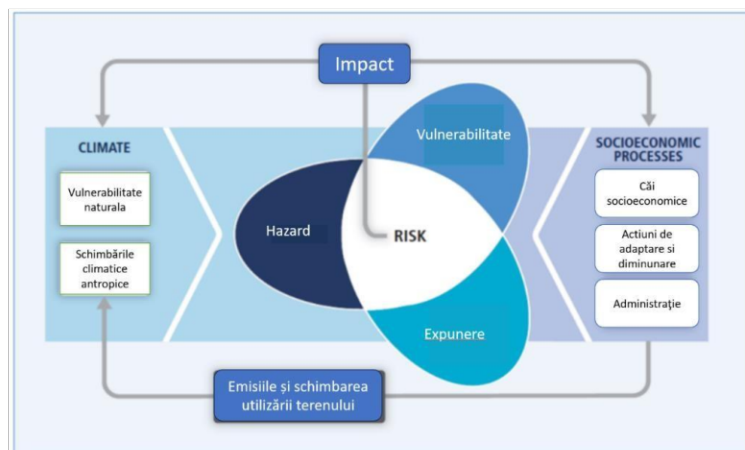 Impact
CLIMATE
Vulnerabilitate
naturala
Schimbările
climatice
antropice
Hazard
Vulnerabilitate
RISK
Expunere
SOCIOECONOMIC
PROCESSES
Căi
socioeconomice
Actiuni de
adaptare si
diminunare
Administrație
Emisiile și schimbarea
utilizării terenului